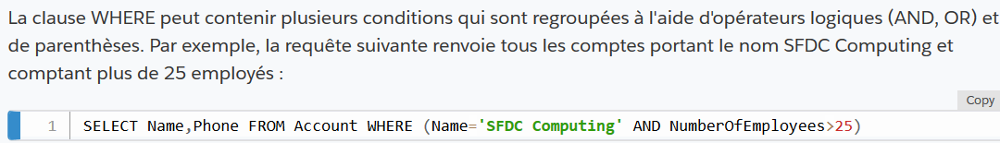 La clause WHERE peut contenir plusieurs conditions qui sont regroupées à l'aide d'opérateurs logiques (AND, OR) et
de parenthèses. Par exemple, la requête suivante renvoie tous les comptes portant le nom SFDC Computing et
comptant plus de 25 employés :
Copy
1 SELECT Name,Phone FROM Account WHERE (Name='SFDC Computing' AND NumberOfEmployees>25)